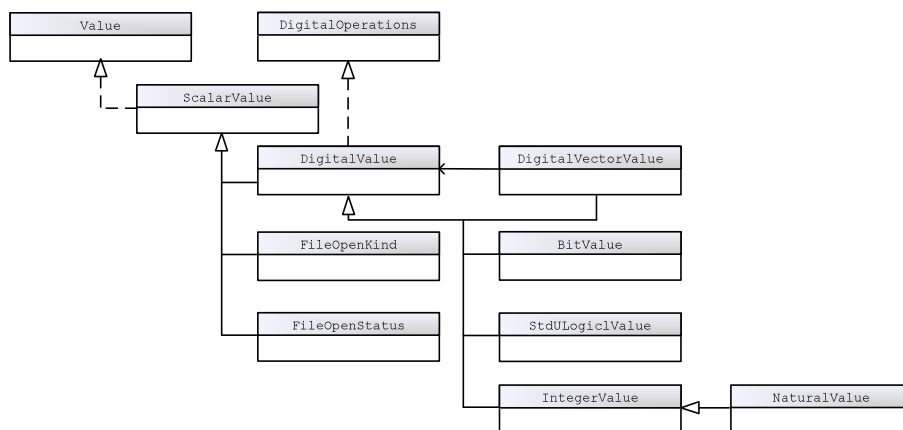 Value
DigitalOperations
ScalarValue
DigitalValue
DigitalVectorValue
FileOpenKind
BitValue
FileOpenStatus
StdULogiclValue
IntegerValue
NaturalValue